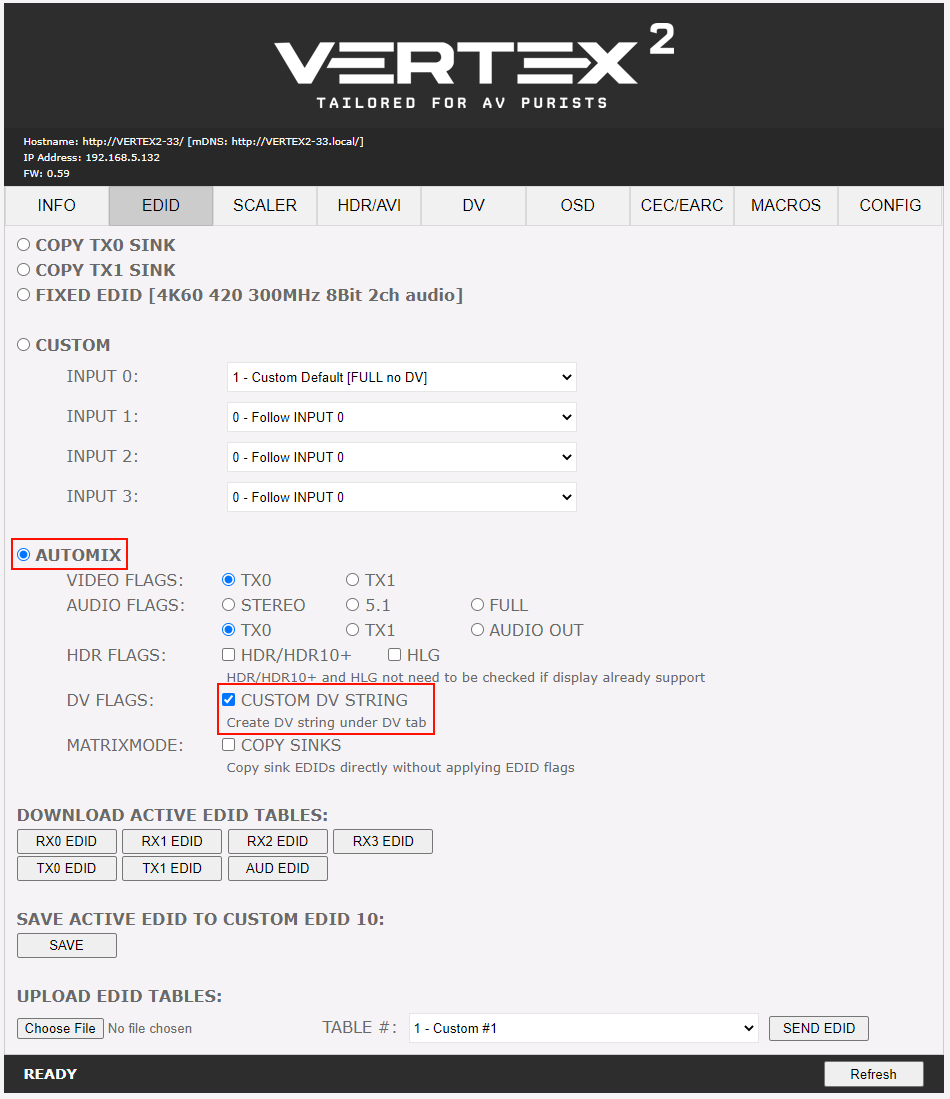 VERTEX 2
TAILORED FOR AV PURISTS
Hostname: http://VERTEX2-33/ [mDNS: http://VERTEX2-33.local/]
IP Address: 192.168.5.132
FW: 0.59
INFO EDID SCALER HDR/AVI DV OSD CEC/EARC MACROS CONFIG
COPY TX0 SINK
COPY TX1 SINK
FIXED EDID [4K60 420 300MHz 8Bit 2ch audio]
CUSTOM
INPUT 0: 1 - Custom Default [FULL no DV]
INPUT 1: 0 - Follow INPUT 0
INPUT 2: 0 - Follow INPUT 0
INPUT 3: 0 - Follow INPUT 0
AUTOMIX
VIDEO FLAGS: TX0 TX1
AUDIO FLAGS: STEREO 5.1 FULL
TX0 TX1 AUDIO OUT
HDR FLAGS: HDR/HDR10+ HLG
HDR/HDR10+ and HLG not need to be checked if display already support
DV FLAGS: CUSTOM DV STRING
Create DV string under DV tab
MATRIXMODE: COPY SINKS
Copy sink EDIDs directly without applying EDID flags
DOWNLOAD ACTIVE EDID TABLES:
RX0 EDID RX1 EDID RX2 EDID RX3 EDID
TX0 EDID TX1 EDID AUD EDID
SAVE ACTIVE EDID TO CUSTOM EDID 10:
SAVE
UPLOAD EDID TABLES:
Choose File No file chosen TABLE #: 1 - Custom #1 SEND EDID
READY Refresh